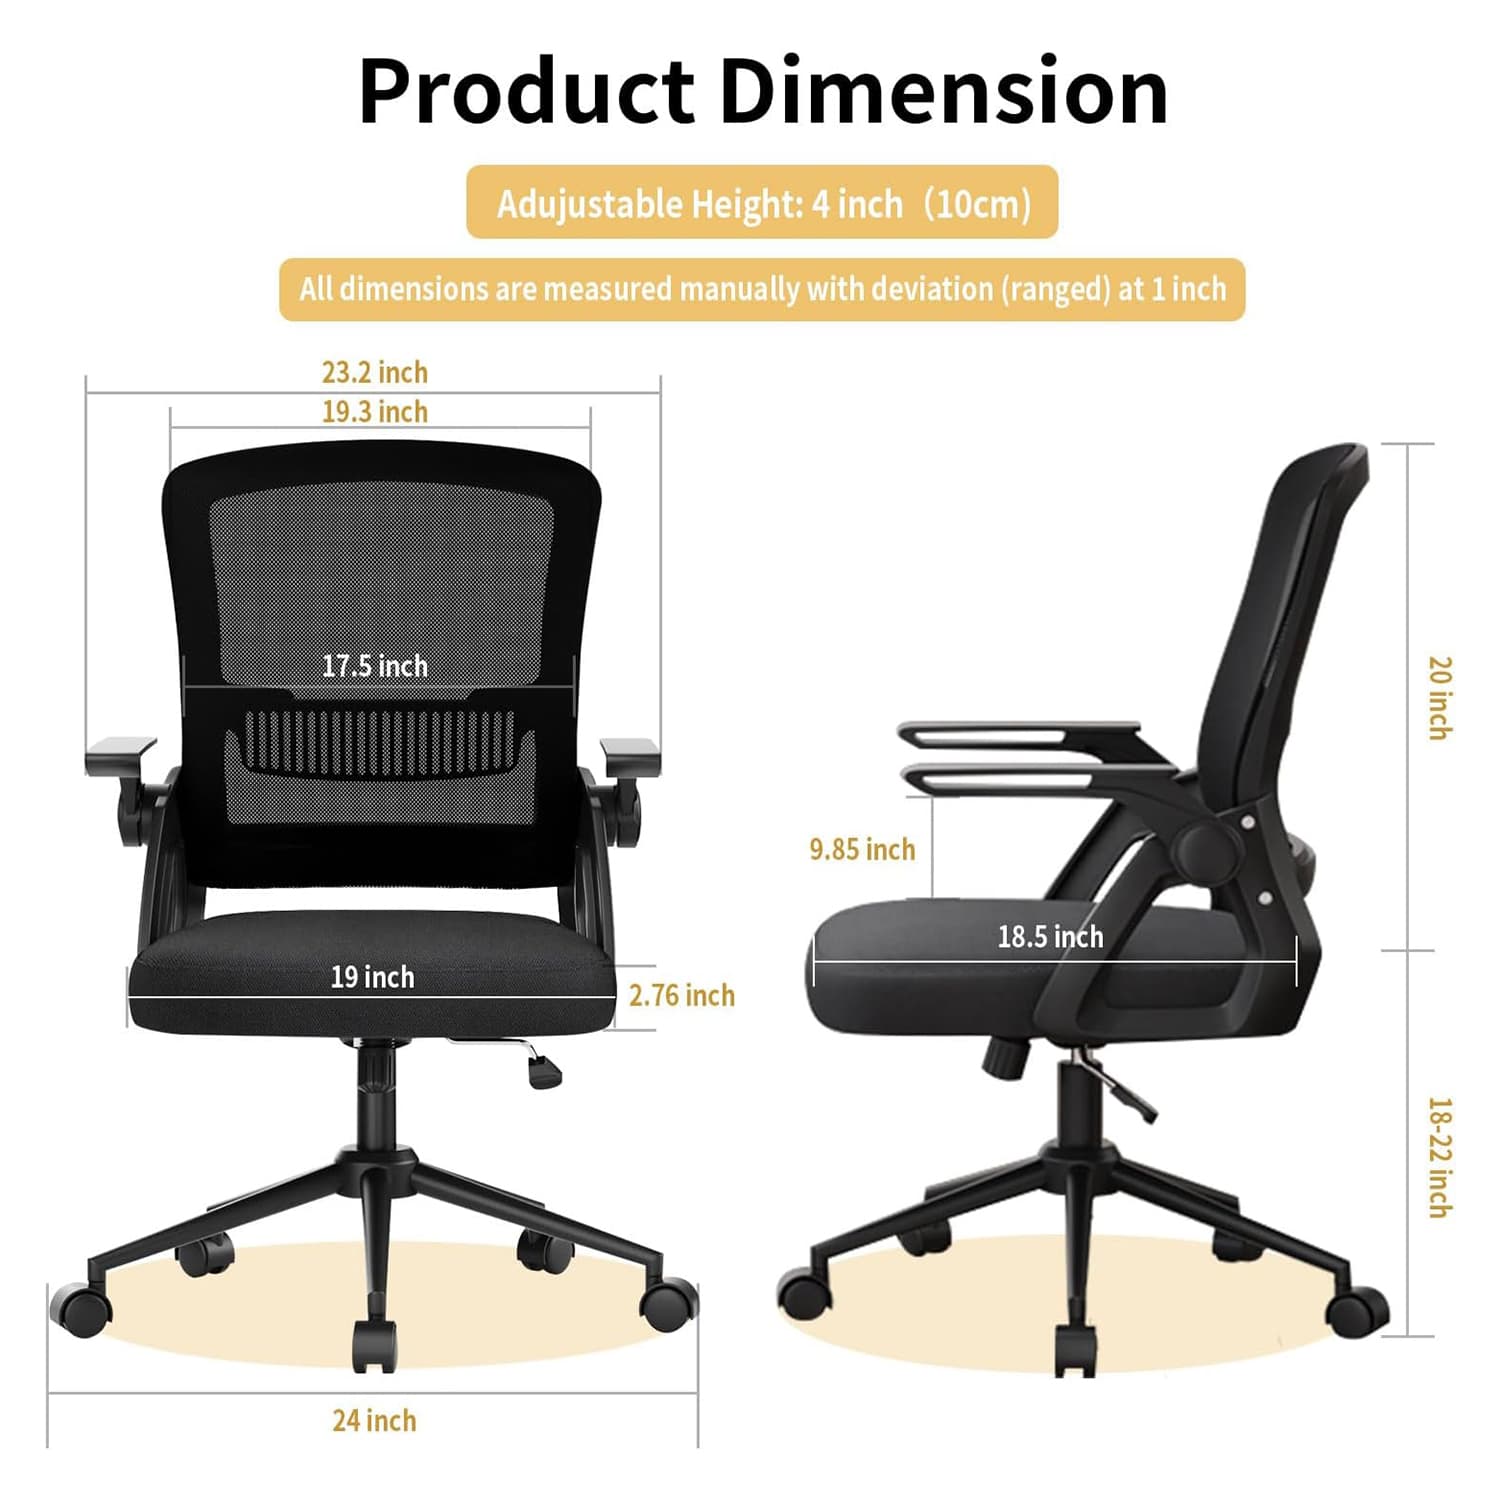 Product Dimension
Adujustable Height: 4 inch（10cm)
All dimensions are measured manually with deviation (ranged) at 1 inch
23.2 inch
19.3 inch
17.5 inch
19 inch
2.76 inch
24 inch
9.85 inch
18.5 inch
20 inch
18-22 inch